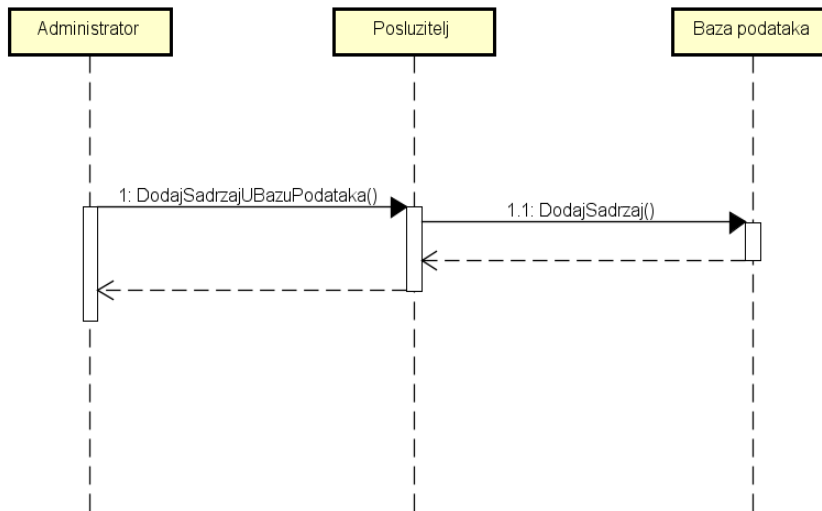 Administrator
Posluzitelj
Baza podataka
1: DodajSadrzajUBazuPodataka()
1.1: DodajSadrzaj()